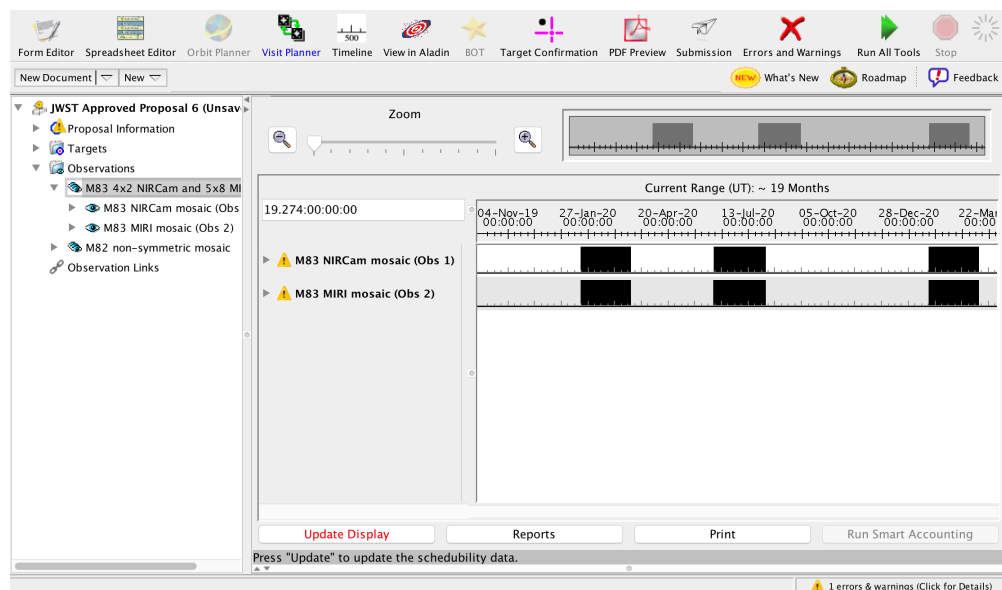 Form Editor Spreadsheet Editor Orbit Planner Visit Planner Timeline View in Aladin BOT Target Confirmation PDF Preview Submission Errors and Warnings Run All Tools Stop
500
New Document New NEW What's New Roadmap Feedback
JWST Approved Proposal 6 (Unsav
Proposal Information
Targets
Observations
M83 4x2 NIRCam and 5x8 MI
M83 NIRCam mosaic (Obs
M83 MIRI mosaic (Obs 2)
M82 non-symmetric mosaic
Observation Links
Zoom
Current Range (UT): ~ 19 Months
19.274:00:00:00
04-Nov-19 27-Jan-20 20-Apr-20 13-Jul-20 05-Oct-20 28-Dec-20 22-Mar
00:00:00 00:00:00 00:00:00 00:00:00 00:00:00 00:00:00 00:00
M83 NIRCam mosaic (Obs 1)
M83 MIRI mosaic (Obs 2)
Update Display Reports Print Run Smart Accounting
Press "Update" to update the schedubility data.
1 errors & warnings (Click for Details)